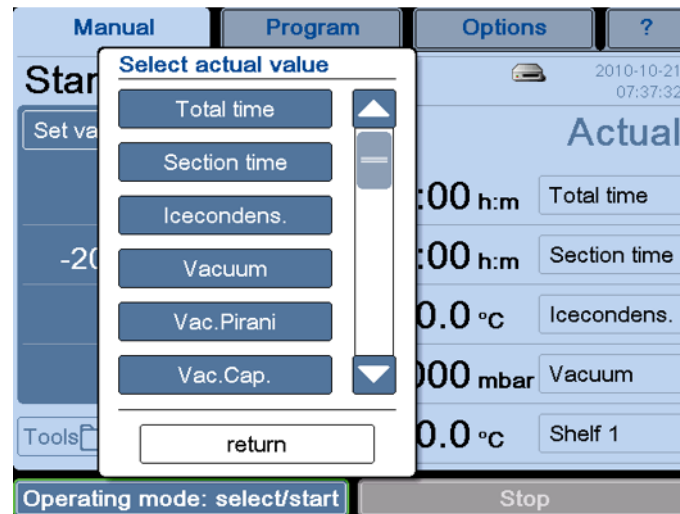 Manual Program Options ?
Select actual value
2010-10-21
07:37:32
Total time
Set va
Actual
Section time
:00 h:m Total time
Icecondens.
-20
:00 h:m Section time
Vacuum
0.0 °C Icecondens.
Vac.Pirani
000 mbar Vacuum
Vac.Cap.
Tools
return
0.0 °C Shelf 1
Operating mode: select/start Stop